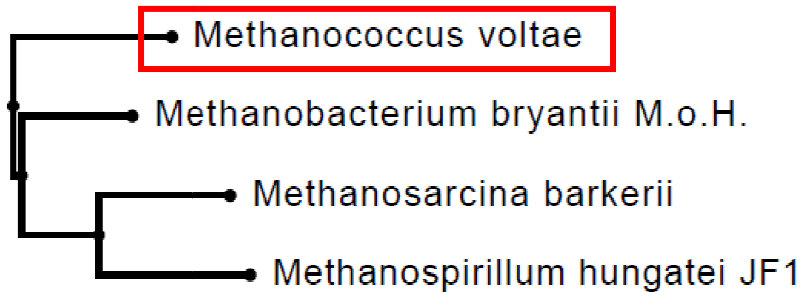 Methanococcus voltae
Methanobacterium bryantii M.o.H.
Methanosarcina barkerii
Methanospirillum hungatei JF1